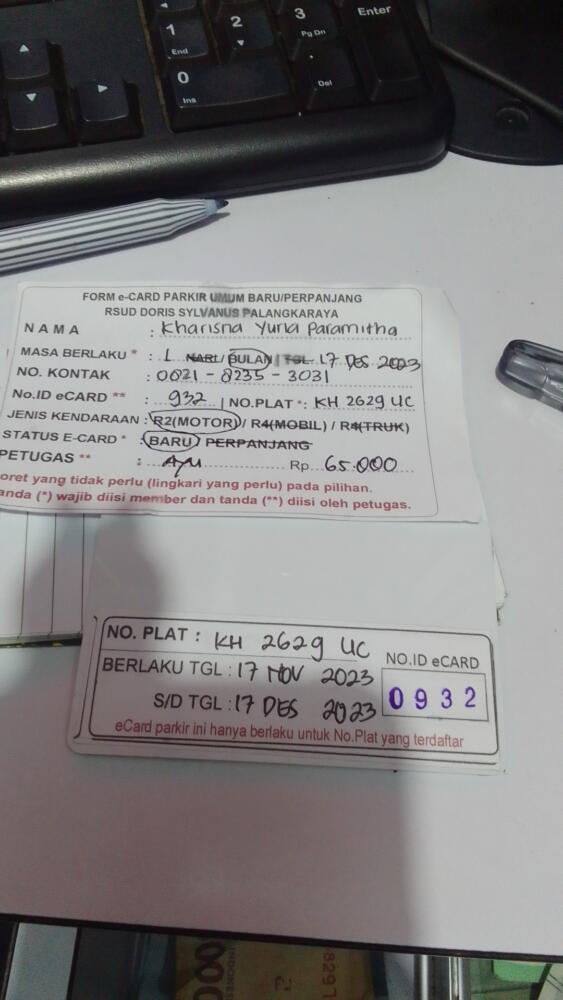 1
End
2
3
Pg Dn
Enter
0
Ins
.
Del
FORM e-CARD PARKIR UMUM BARU/PERPANJANG
RSUD DORIS SYLVANUS PALANGKARAYA
NAMA : Kharisna Yuna Paramitha
MASA BERLAKU * : 1 HARI/BULAN/TGL. 17 DES 2023
NO. KONTAK : 0821 - 8235 - 3031
No.ID eCARD ** : 932 | NO.PLAT *: KH 2629 UC
JENIS KENDARAAN : R2(MOTOR) / R4(MOBIL) / R4(TRUK)
STATUS E-CARD * : BARU / PERPANJANG
PETUGAS ** : Ayu Rp. 65.000
oret yang tidak perlu (lingkari yang perlu) pada pilihan.
anda (*) wajib diisi member dan tanda (**) diisi oleh petugas.
NO. PLAT : KH 2629 UC
BERLAKU TGL : 17 NOV 2023
NO.ID eCARD
S/D TGL : 17 DES 2023
0932
eCard parkir ini hanya berlaku untuk No.Plat yang terdaftar